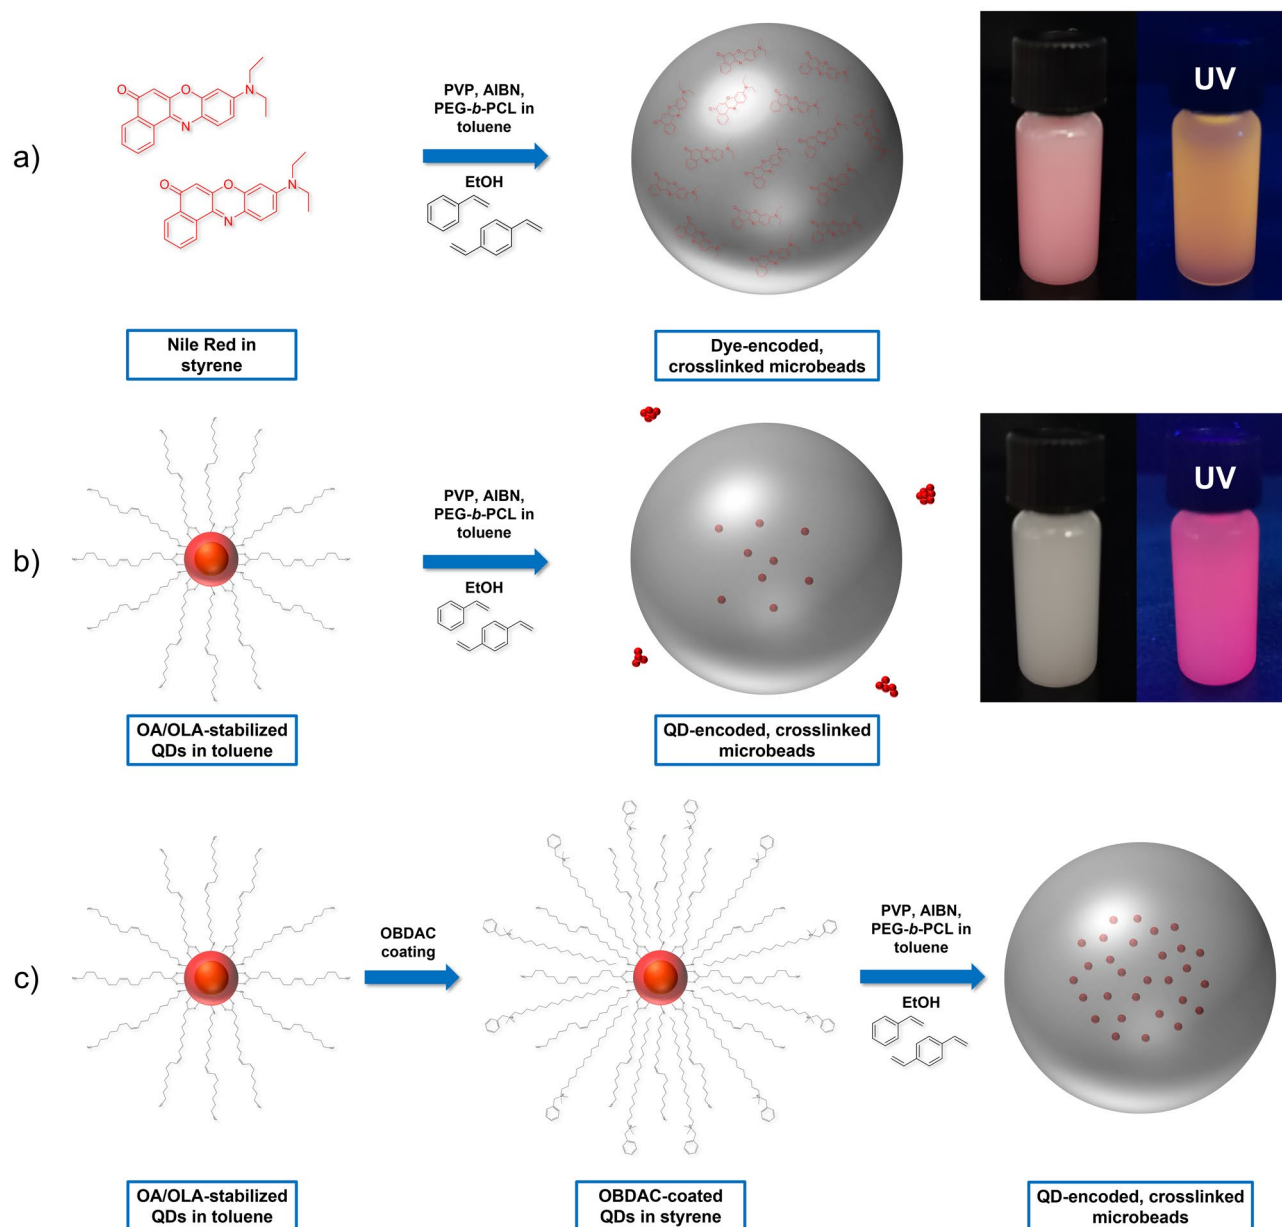 a)
O
O
N
N
O
O
N
N
PVP, AIBN,
PEG-b-PCL in
toluene
EtOH
UV
Nile Red in
styrene
Dye-encoded,
crosslinked microbeads
b)
PVP, AIBN,
PEG-b-PCL in
toluene
EtOH
UV
OA/OLA-stabilized
QDs in toluene
QD-encoded, crosslinked
microbeads
c)
OBDAC
coating
PVP, AIBN,
PEG-b-PCL in
toluene
EtOH
OA/OLA-stabilized
QDs in toluene
OBDAC-coated
QDs in styrene
QD-encoded, crosslinked
microbeads